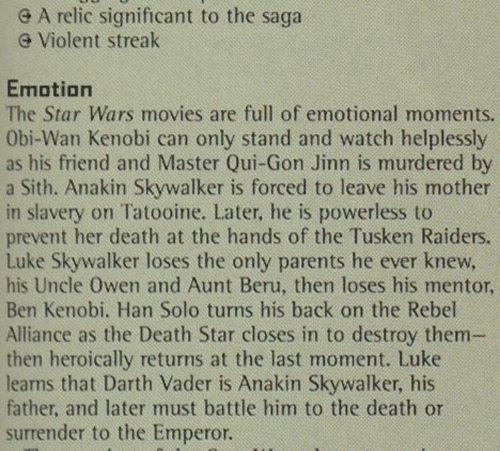 A relic significant to the saga
Violent streak
Emotion
The Star Wars movies are full of emotional moments.
Obi-Wan Kenobi can only stand and watch helplessly
as his friend and Master Qui-Gon Jinn is murdered by
a Sith. Anakin Skywalker is forced to leave his mother
in slavery on Tatooine. Later, he is powerless to
prevent her death at the hands of the Tusken Raiders.
Luke Skywalker loses the only parents he ever knew,
his Uncle Owen and Aunt Beru, then loses his mentor,
Ben Kenobi. Han Solo turns his back on the Rebel
Alliance as the Death Star closes in to destroy them—
then heroically returns at the last moment. Luke
learns that Darth Vader is Anakin Skywalker, his
father, and later must battle him to the death or
surrender to the Emperor.